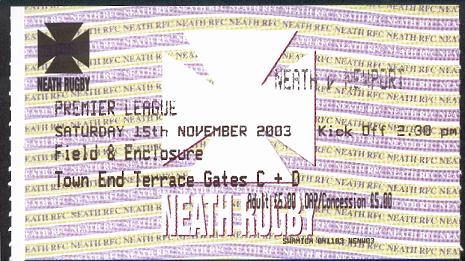 NEATH RUGBY
NEATH v NEWPORT
PREMIER LEAGUE
SATURDAY 15th NOVEMBER 2003 Kick Off 2.30 pm
Field & Enclosure
Town End Terrace Gates C + D
Adult £6.00 OAP/Concession £5.00
NEATH RUGBY